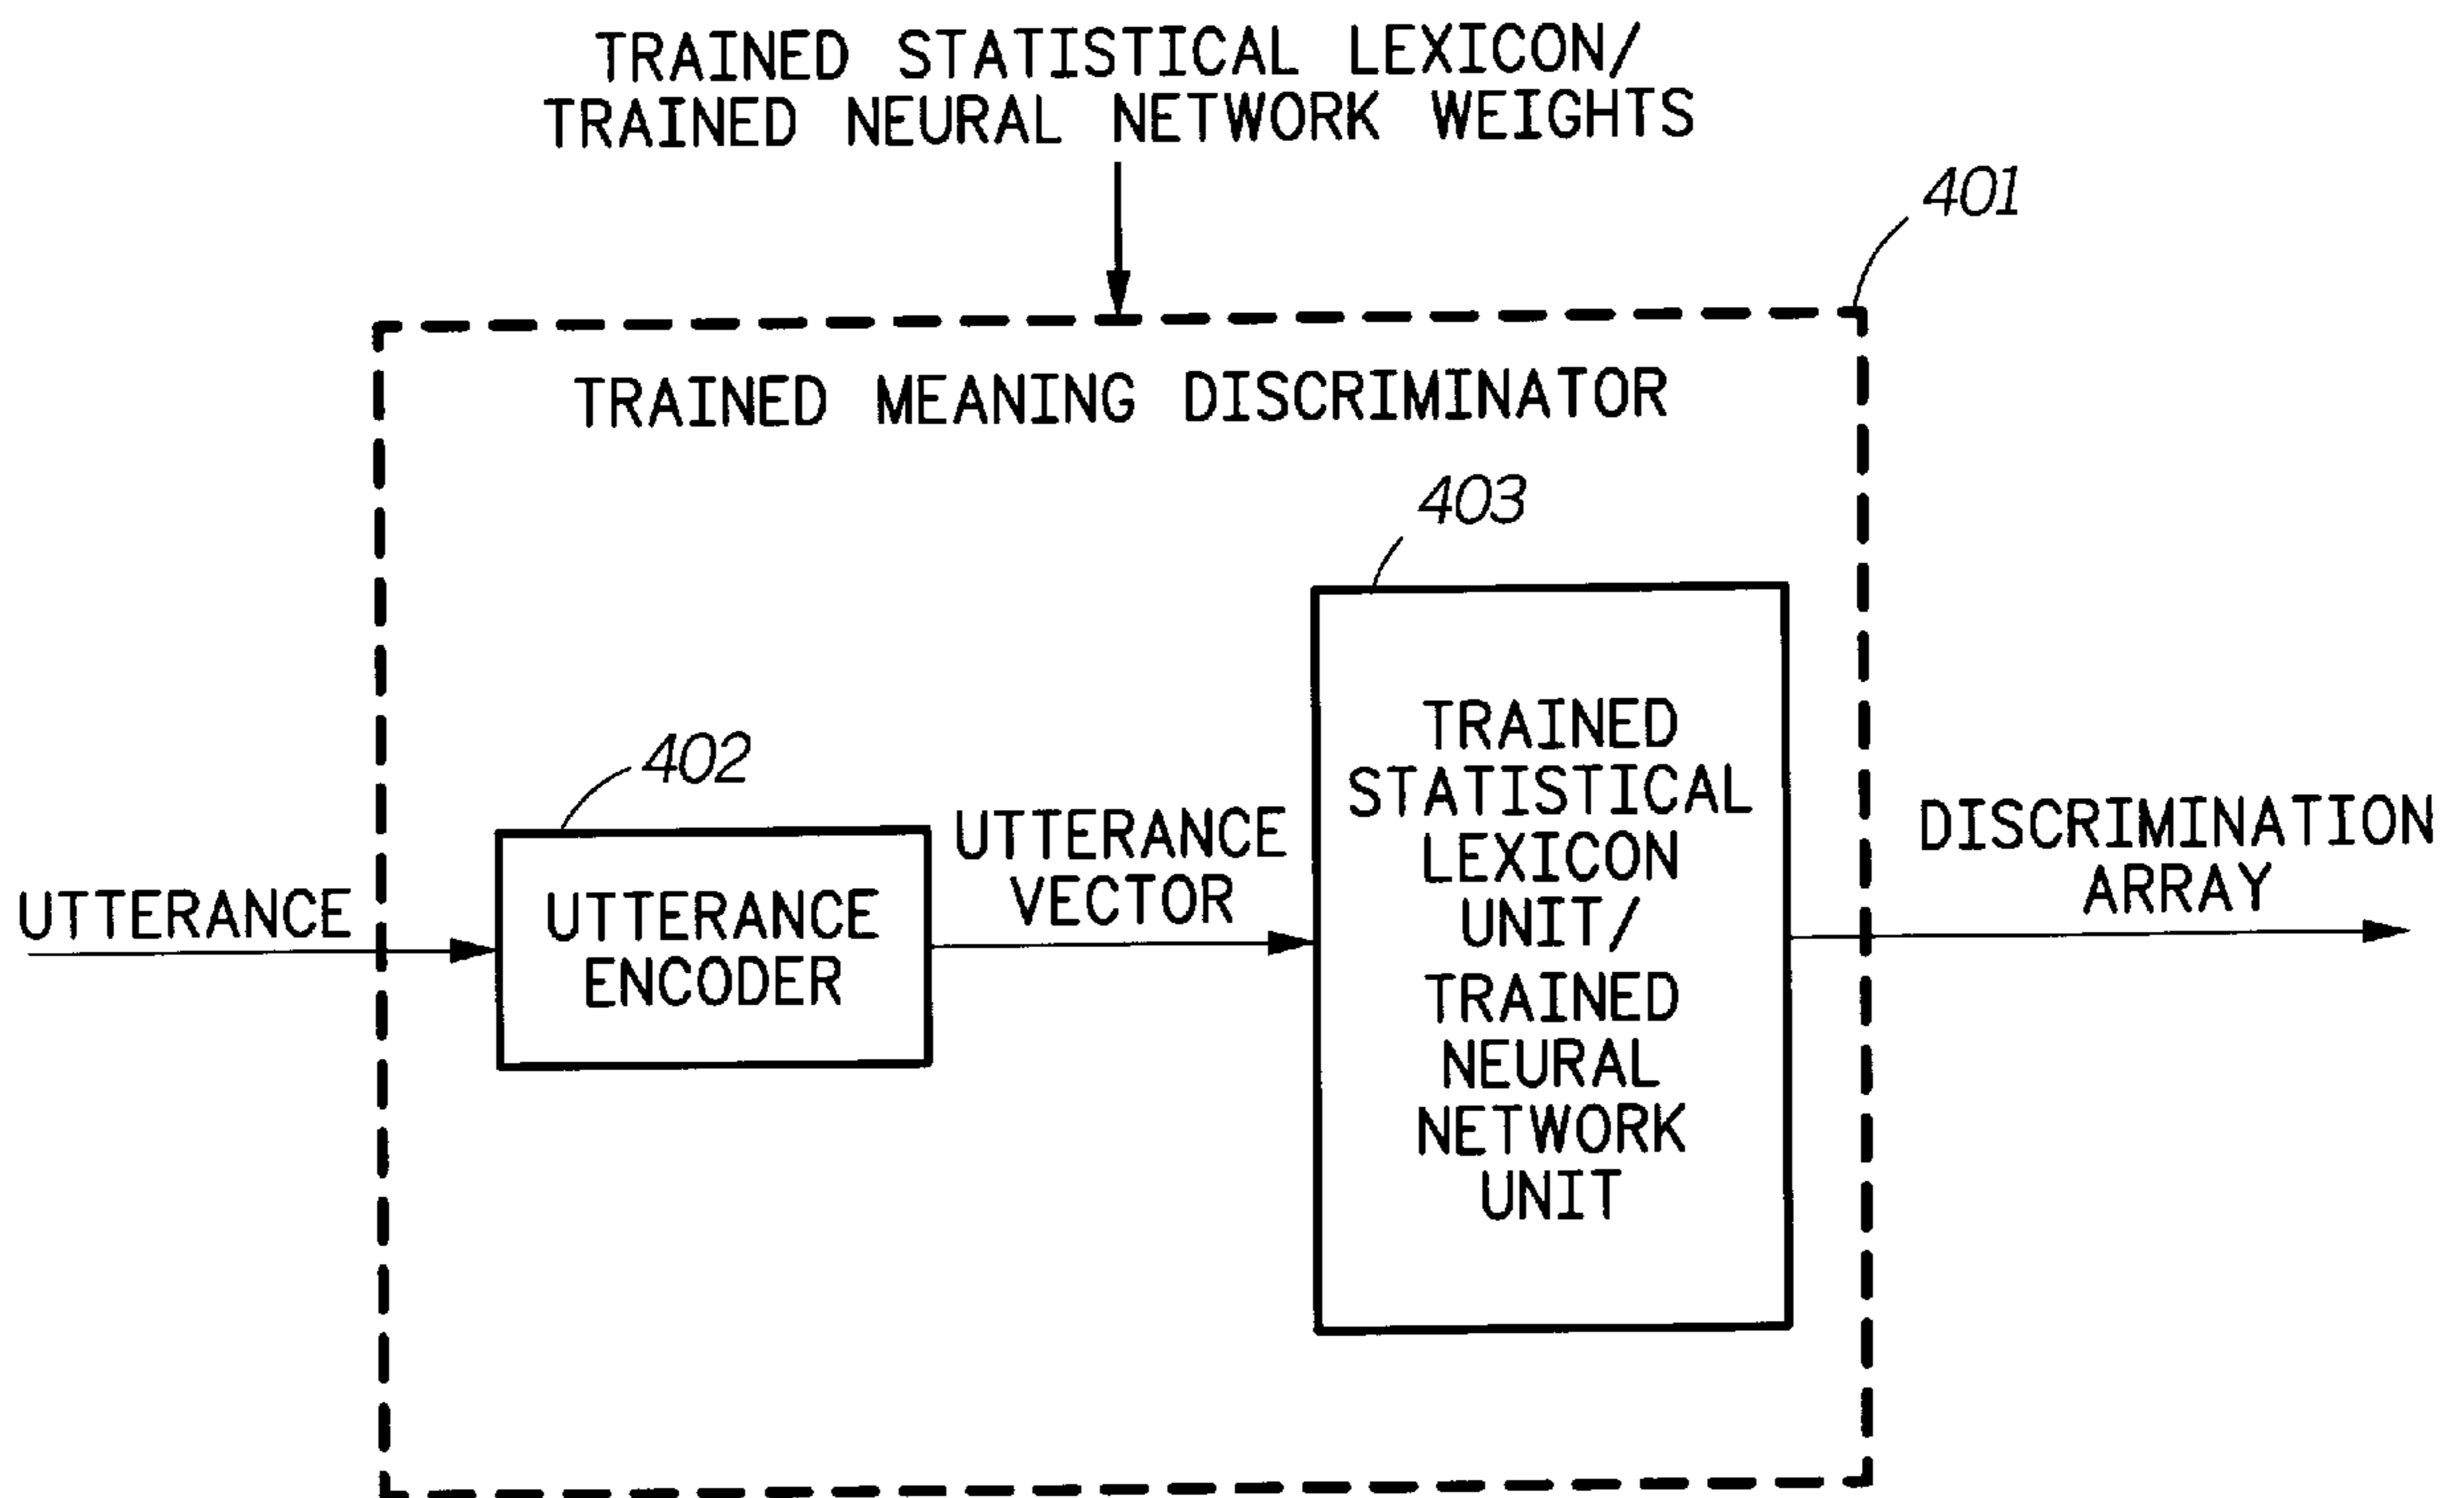 TRAINED STATISTICAL LEXICON/
TRAINED NEURAL NETWORK WEIGHTS
401
TRAINED MEANING DISCRIMINATOR
403
402
UTTERANCE
UTTERANCE
ENCODER
UTTERANCE
VECTOR
TRAINED
STATISTICAL
LEXICON
UNIT/
TRAINED
NEURAL
NETWORK
UNIT
DISCRIMINATION
ARRAY